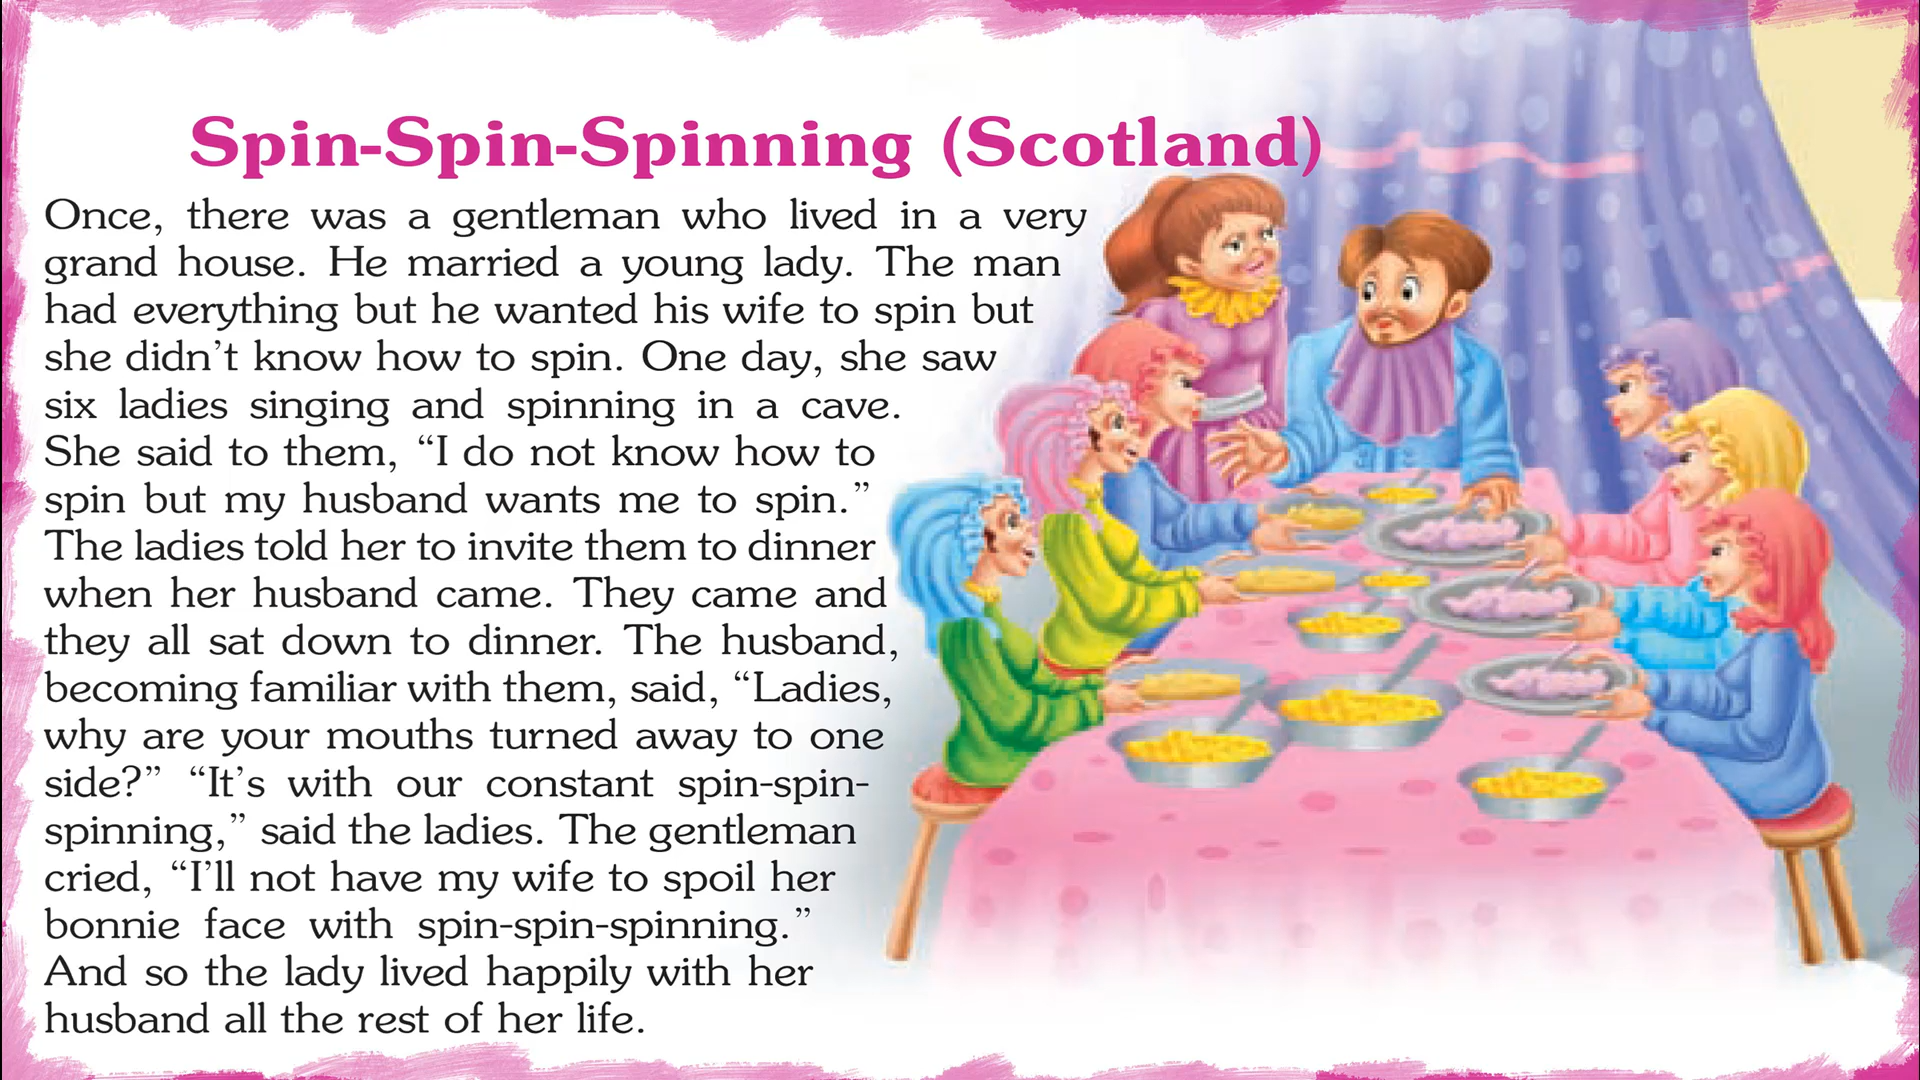 Spin-Spin-Spinning (Scotland)
Once, there was a gentleman who lived in a very
grand house. He married a young lady. The man
had everything but he wanted his wife to spin but
she didn’t know how to spin. One day, she saw
six ladies singing and spinning in a cave.
She said to them, “I do not know how to
spin but my husband wants me to spin.”
The ladies told her to invite them to dinner
when her husband came. They came and
they all sat down to dinner. The husband,
becoming familiar with them, said, “Ladies,
why are your mouths turned away to one
side?” “It’s with our constant spin-spin-
spinning,” said the ladies. The gentleman
cried, “I’ll not have my wife to spoil her
bonnie face with spin-spin-spinning.”
And so the lady lived happily with her
husband all the rest of her life.